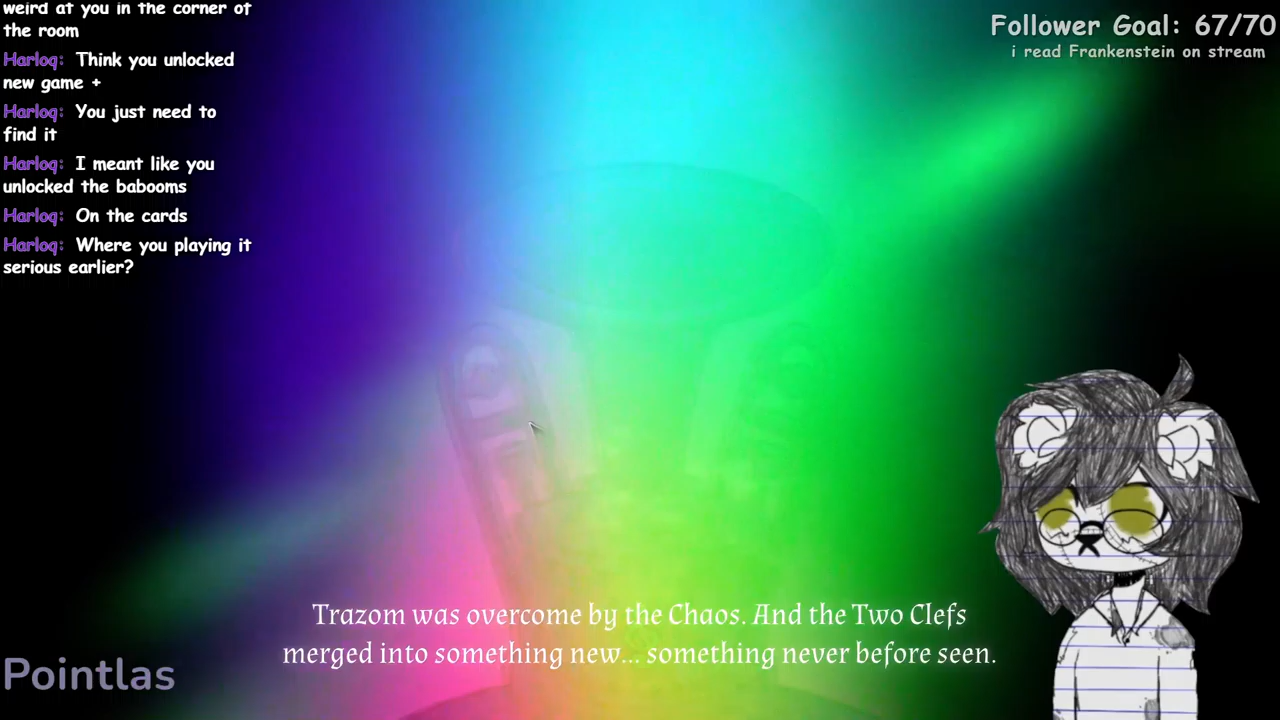 weird at you in the corner of
the room
Harloq: Think you unlocked
new game +
Harloq: You just need to
find it
Harloq: I meant like you
unlocked the babooms
Harloq: On the cards
Harloq: Where you playing it
serious earlier?
Follower Goal: 67/70
i read Frankenstein on stream
Trazom was overcome by the Chaos. And the Two Clefs
merged into something new... something never before seen.
Pointlas